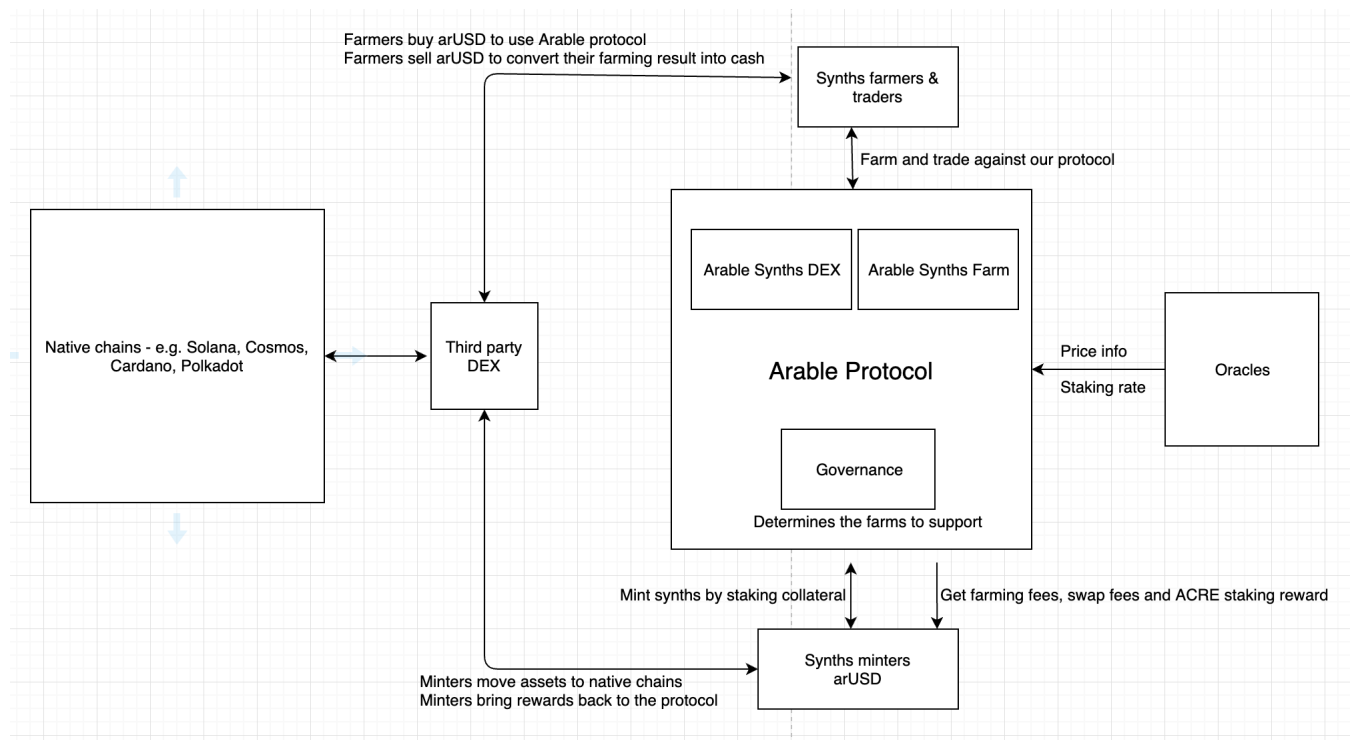 Farmers buy arUSD to use Arable protocol
Farmers sell arUSD to convert their farming result into cash
Synths farmers &
traders
Farm and trade against our protocol
Arable Synths DEX
Arable Synths Farm
Native chains - e.g. Solana, Cosmos,
Cardano, Polkadot
Third party
DEX
Arable Protocol
Price info
Staking rate
Oracles
Governance
Determines the farms to support
Mint synths by staking collateral
Get farming fees, swap fees and ACRE staking reward
Synths minters
arUSD
Minters move assets to native chains
Minters bring rewards back to the protocol